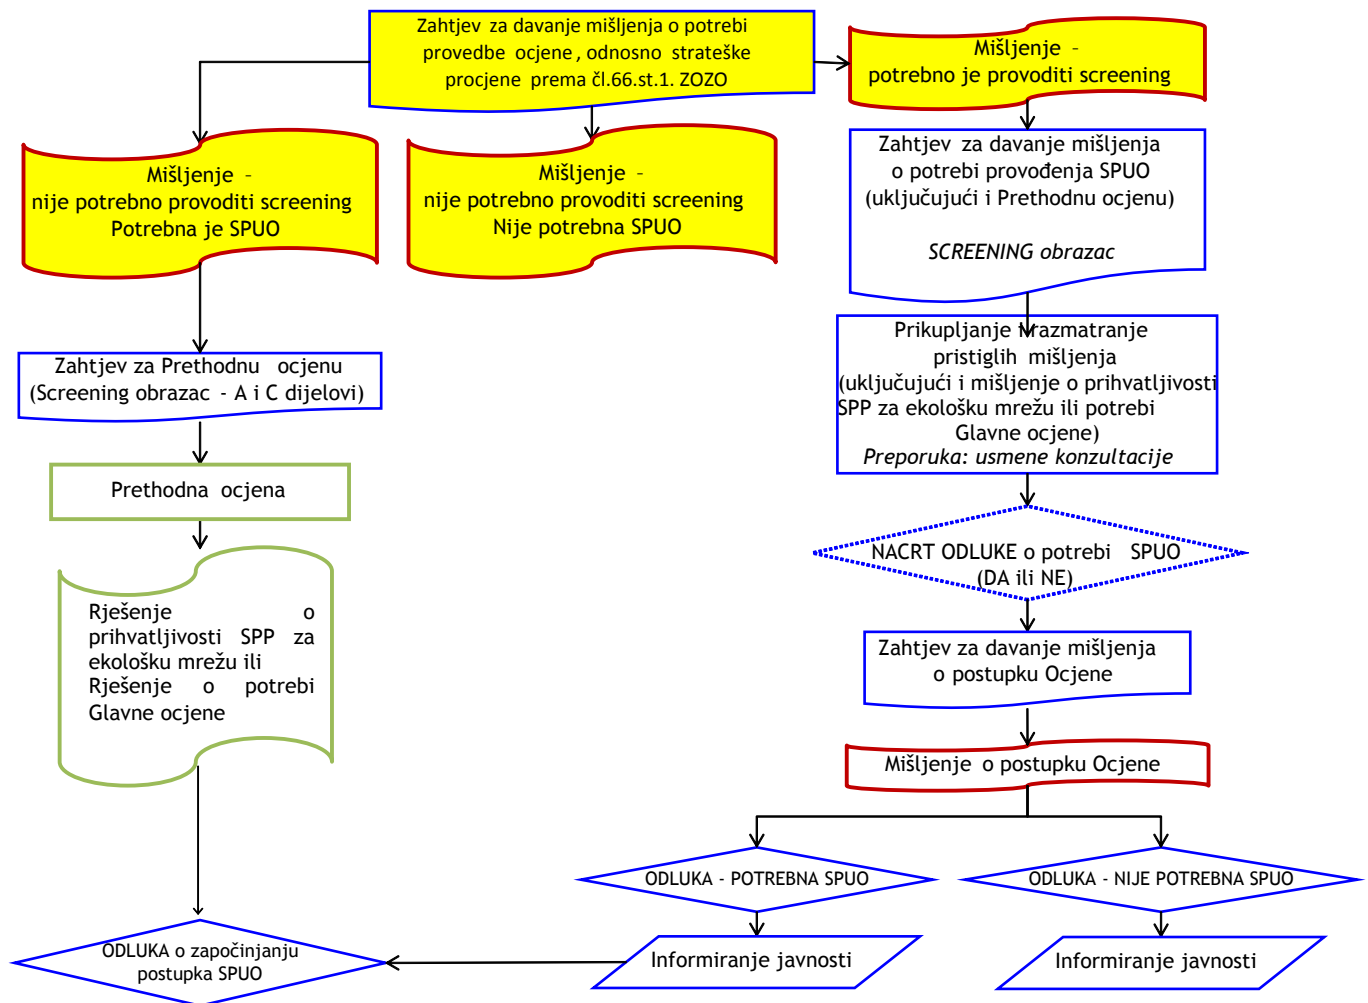 Zahtjev za davanje mišljenja o potrebi
provedbe ocjene, odnosno strateške
procjene prema čl.66.st.1. ZOZO
Mišljenje -
potrebno je provoditi screening
Mišljenje -
nije potrebno provoditi screening
Potrebna je SPUO
Mišljenje -
nije potrebno provoditi screening
Nije potrebna SPUO
Zahtjev za davanje mišljenja
o potrebi provođenja SPUO
(uključujući i Prethodnu ocjenu)
SCREENING obrazac
Zahtjev za Prethodnu ocjenu
(Screening obrazac - A i C dijelovi)
Prikupljanje i razmatranje
pristiglih mišljenja
(uključujući i mišljenje o prihvatljivosti
SPP za ekološku mrežu ili potrebi
Glavne ocjene)
Preporuka: usmene konzultacije
Prethodna ocjena
NACRT ODLUKE o potrebi SPUO
(DA ili NE)
Rješenje o
prihvatljivosti SPP za
ekološku mrežu ili
Rješenje o potrebi
Glavne ocjene
Zahtjev za davanje mišljenja
o postupku Ocjene
Mišljenje o postupku Ocjene
ODLUKA - POTREBNA SPUO
ODLUKA - NIJE POTREBNA SPUO
ODLUKA o započinjanju
postupka SPUO
Informiranje javnosti
Informiranje javnosti